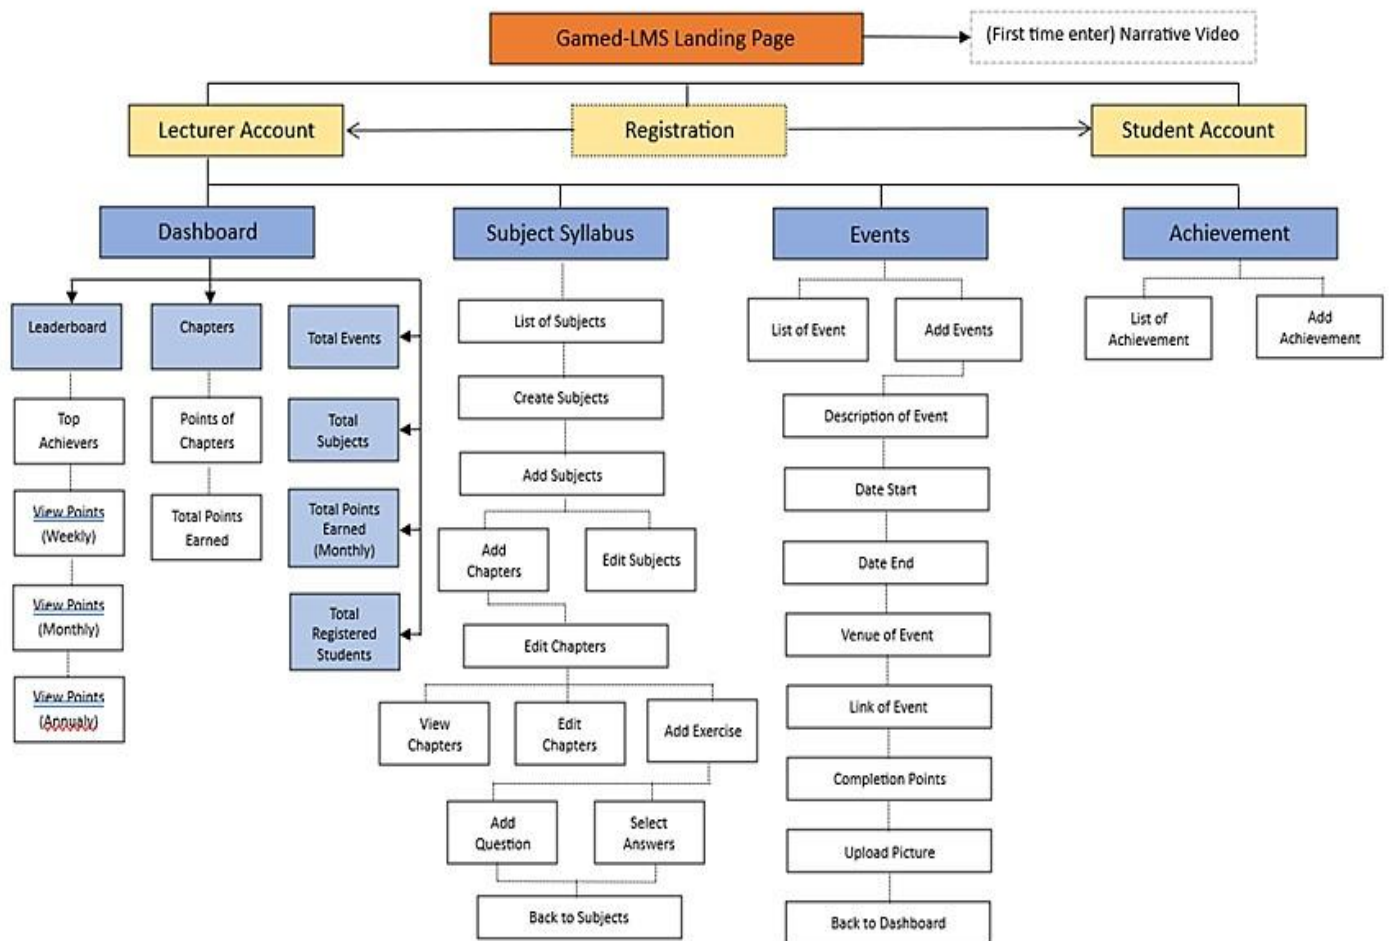 Gamed-LMS Landing Page
(First time enter) Narrative Video
Lecturer Account
Registration
Student Account
Dashboard
Subject Syllabus
Events
Achievement
Leaderboard
Chapters
Total Events
Top
Achievers
Points of
Chapters
Total
Subjects
View Points
(Weekly)
Total Points
Earned
Total Points
Earned
(Monthly)
View Points
(Monthly)
Total
Registered
Students
View Points
(Annualy)
List of Subjects
Create Subjects
Add Subjects
Add
Chapters
Edit Subjects
Edit Chapters
View
Chapters
Edit
Chapters
Add Exercise
Add
Question
Select
Answers
Back to Subjects
List of Event
Add Events
Description of Event
Date Start
Date End
Venue of Event
Link of Event
Completion Points
Upload Picture
Back to Dashboard
List of
Achievement
Add
Achievement